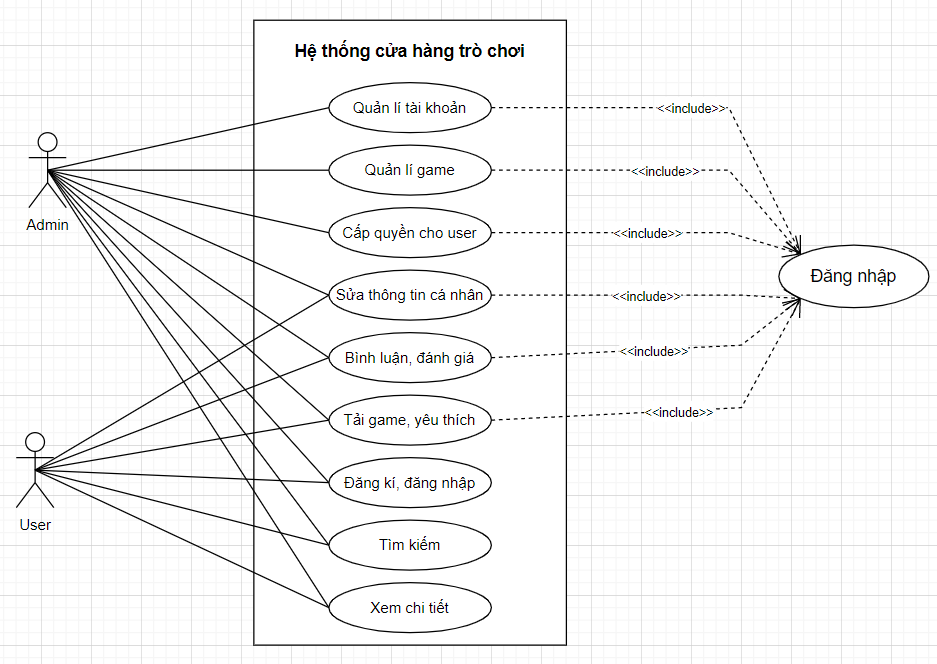 Hệ thống cửa hàng trò chơi
Quản lí tài khoản
<<include>>
Quản lí game
<<include>>
Admin
Cấp quyền cho user
<<include>>
Đăng nhập
Sửa thông tin cá nhân
<<include>>
Bình luận, đánh giá
<<include>>
Tải game, yêu thích
<<include>>
Đăng kí, đăng nhập
User
Tìm kiếm
Xem chi tiết